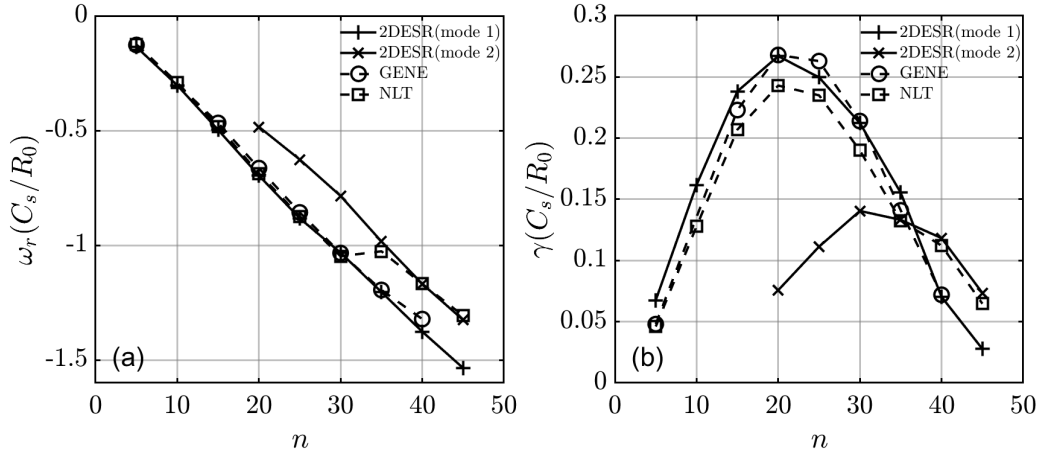 0
-0.5
-1
-1.5
ω_r(C_s/R_0)
2DESR(mode 1)
2DESR(mode 2)
GENE
NLT
(a)
0 10 20 30 40 50
n
0.3
0.25
0.2
0.15
0.1
0.05
0
γ(C_s/R_0)
2DESR(mode 1)
2DESR(mode 2)
GENE
NLT
(b)
0 10 20 30 40 50
n